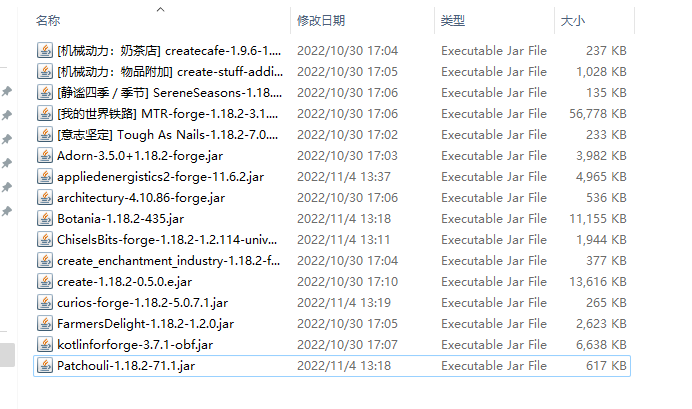 名称 修改日期 类型 大小
[机械动力：奶茶店] createcafe-1.9.6-1.... 2022/10/30 17:04 Executable Jar File 237 KB
[机械动力：物品附加] create-stuff-addi... 2022/10/30 17:05 Executable Jar File 1,028 KB
[静谧四季 / 季节] SereneSeasons-1.18.... 2022/10/30 17:06 Executable Jar File 135 KB
[我的世界铁路] MTR-forge-1.18.2-3.1.... 2022/10/30 17:06 Executable Jar File 56,778 KB
[意志坚定] Tough As Nails-1.18.2-7.0.... 2022/10/30 17:02 Executable Jar File 233 KB
Adorn-3.5.0+1.18.2-forge.jar 2022/10/30 17:03 Executable Jar File 3,982 KB
appliedenergistics2-forge-11.6.2.jar 2022/11/4 13:37 Executable Jar File 4,965 KB
architectury-4.10.86-forge.jar 2022/10/30 17:06 Executable Jar File 536 KB
Botania-1.18.2-435.jar 2022/11/4 13:18 Executable Jar File 11,155 KB
ChiselsBits-forge-1.18.2-1.2.114-univ... 2022/11/4 13:11 Executable Jar File 1,944 KB
create_enchantment_industry-1.18.2-f... 2022/10/30 17:04 Executable Jar File 377 KB
create-1.18.2-0.5.0.e.jar 2022/10/30 17:10 Executable Jar File 13,616 KB
curios-forge-1.18.2-5.0.7.1.jar 2022/11/4 13:19 Executable Jar File 265 KB
FarmersDelight-1.18.2-1.2.0.jar 2022/10/30 17:05 Executable Jar File 2,623 KB
kotlinforforge-3.7.1-obf.jar 2022/10/30 17:07 Executable Jar File 6,638 KB
Patchouli-1.18.2-71.1.jar 2022/11/4 13:18 Executable Jar File 617 KB